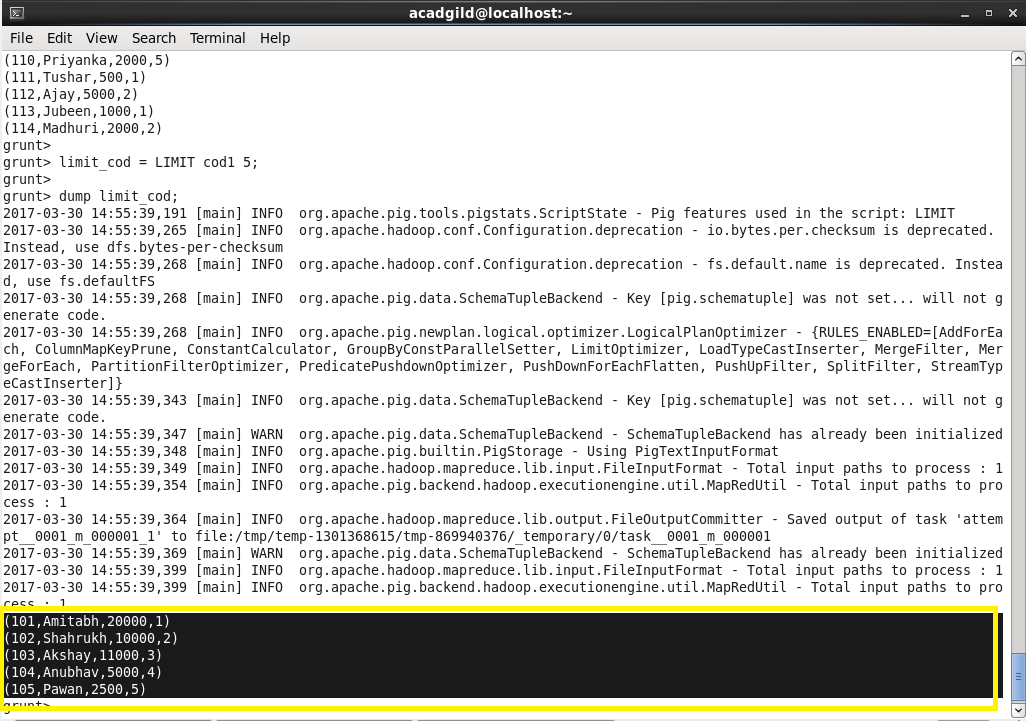 acadgild@localhost:~
File Edit View Search Terminal Help
(110,Priyanka,2000,5)
(111,Tushar,500,1)
(112,Ajay,5000,2)
(113,Jubeen,1000,1)
(114,Madhuri,2000,2)
grunt>
grunt> limit_cod = LIMIT cod1 5;
grunt>
grunt> dump limit_cod;
2017-03-30 14:55:39,191 [main] INFO  org.apache.pig.tools.pigstats.ScriptState - Pig features used in the script: LIMIT
2017-03-30 14:55:39,265 [main] INFO  org.apache.hadoop.conf.Configuration.deprecation - io.bytes.per.checksum is deprecated.
Instead, use dfs.bytes-per-checksum
2017-03-30 14:55:39,268 [main] INFO  org.apache.hadoop.conf.Configuration.deprecation - fs.default.name is deprecated. Instea
d, use fs.defaultFS
2017-03-30 14:55:39,268 [main] INFO  org.apache.pig.data.SchemaTupleBackend - Key [pig.schematuple] was not set... will not g
enerate code.
2017-03-30 14:55:39,268 [main] INFO  org.apache.pig.newplan.logical.optimizer.LogicalPlanOptimizer - {RULES_ENABLED=[AddForEa
ch, ColumnMapKeyPrune, ConstantCalculator, GroupByConstParallelSetter, LimitOptimizer, LoadTypeCastInserter, MergeFilter, Mer
geForEach, PartitionFilterOptimizer, PredicatePushdownOptimizer, PushDownForEachFlatten, PushUpFilter, SplitFilter, StreamTyp
eCastInserter]}
2017-03-30 14:55:39,343 [main] INFO  org.apache.pig.data.SchemaTupleBackend - Key [pig.schematuple] was not set... will not g
enerate code.
2017-03-30 14:55:39,347 [main] WARN  org.apache.pig.data.SchemaTupleBackend - SchemaTupleBackend has already been initialized
2017-03-30 14:55:39,348 [main] INFO  org.apache.pig.builtin.PigStorage - Using PigTextInputFormat
2017-03-30 14:55:39,349 [main] INFO  org.apache.hadoop.mapreduce.lib.input.FileInputFormat - Total input paths to process : 1
2017-03-30 14:55:39,354 [main] INFO  org.apache.pig.backend.hadoop.executionengine.util.MapRedUtil - Total input paths to pro
cess : 1
2017-03-30 14:55:39,364 [main] INFO  org.apache.hadoop.mapreduce.lib.output.FileOutputCommitter - Saved output of task 'attem
pt__0001_m_000001_1' to file:/tmp/temp-1301368615/tmp-869940376/_temporary/0/task__0001_m_000001
2017-03-30 14:55:39,369 [main] WARN  org.apache.pig.data.SchemaTupleBackend - SchemaTupleBackend has already been initialized
2017-03-30 14:55:39,399 [main] INFO  org.apache.hadoop.mapreduce.lib.input.FileInputFormat - Total input paths to process : 1
2017-03-30 14:55:39,399 [main] INFO  org.apache.pig.backend.hadoop.executionengine.util.MapRedUtil - Total input paths to pro
cess : 1
(101,Amitabh,20000,1)
(102,Shahrukh,10000,2)
(103,Akshay,11000,3)
(104,Anubhav,5000,4)
(105,Pawan,2500,5)
grunt>